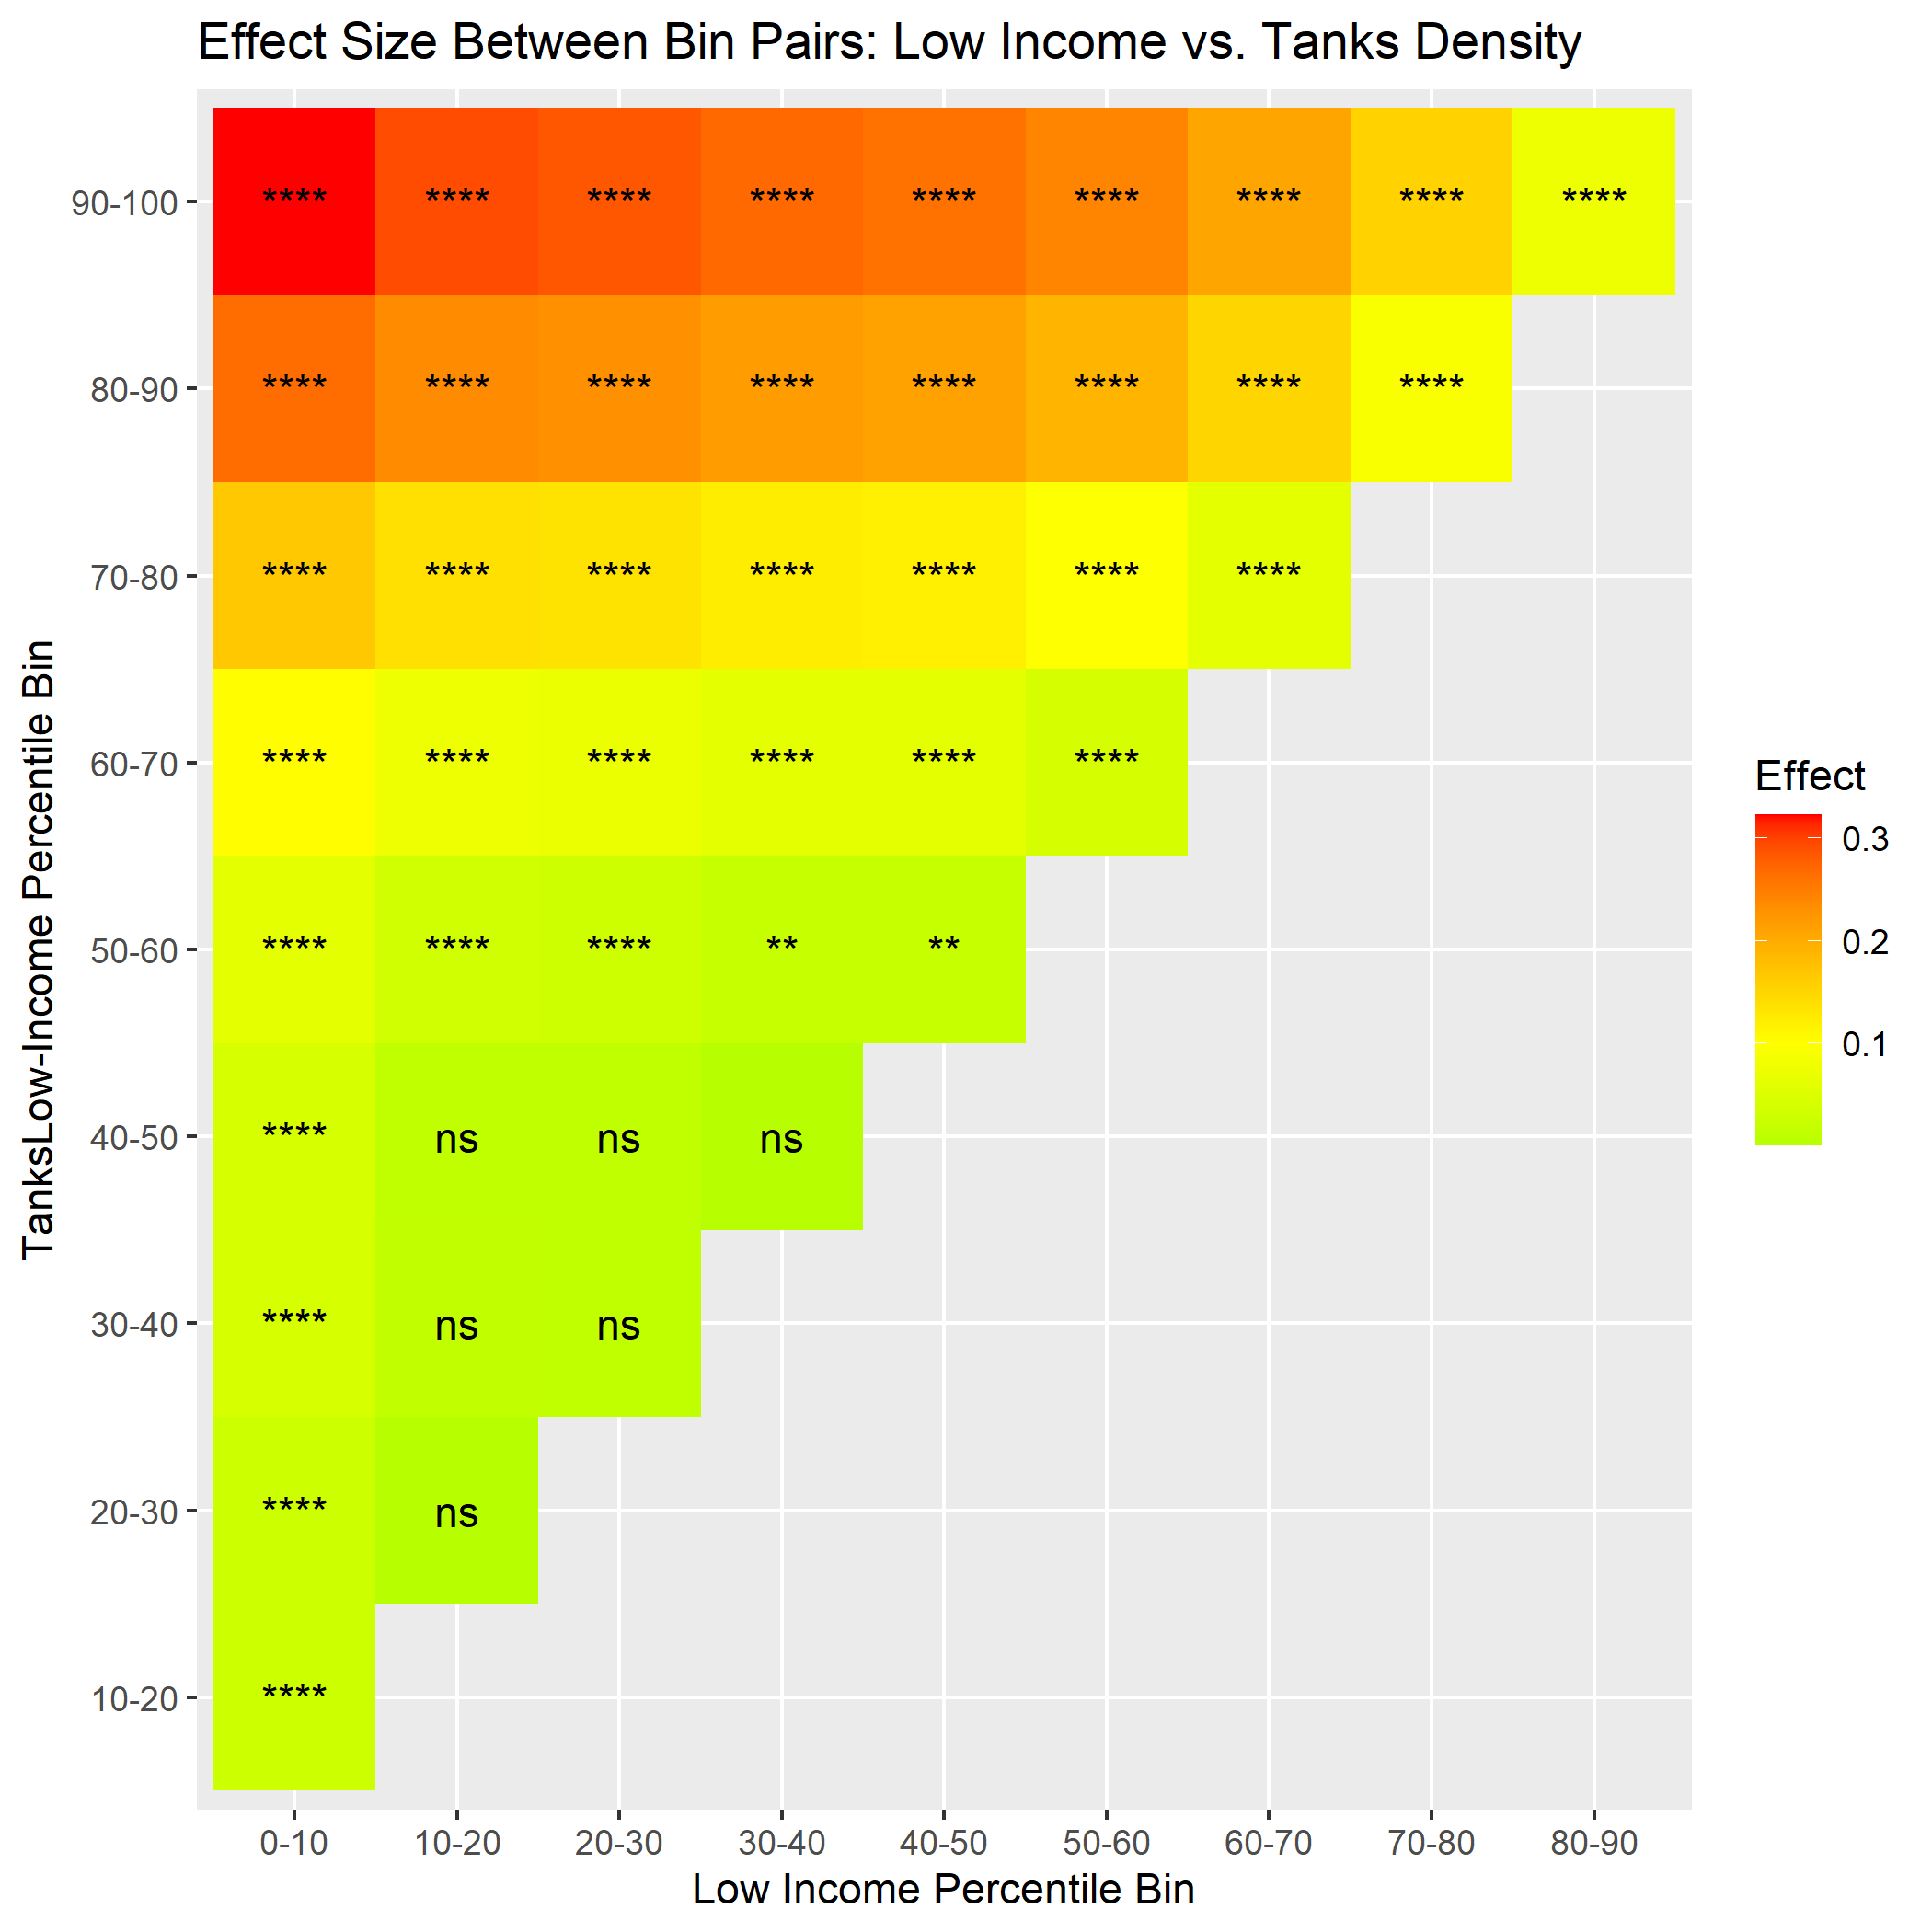 Effect Size Between Bin Pairs: Low Income vs. Tanks Density
TanksLow-Income Percentile Bin
90-100 **** **** **** **** **** **** **** **** ****
80-90 **** **** **** **** **** **** **** ****
70-80 **** **** **** **** **** **** ****
60-70 **** **** **** **** **** ****
50-60 **** **** **** ** **
40-50 **** ns ns ns
30-40 **** ns ns
20-30 **** ns
10-20 ****
0-10 10-20 20-30 30-40 40-50 50-60 60-70 70-80 80-90
Low Income Percentile Bin
Effect
0.3
0.2
0.1